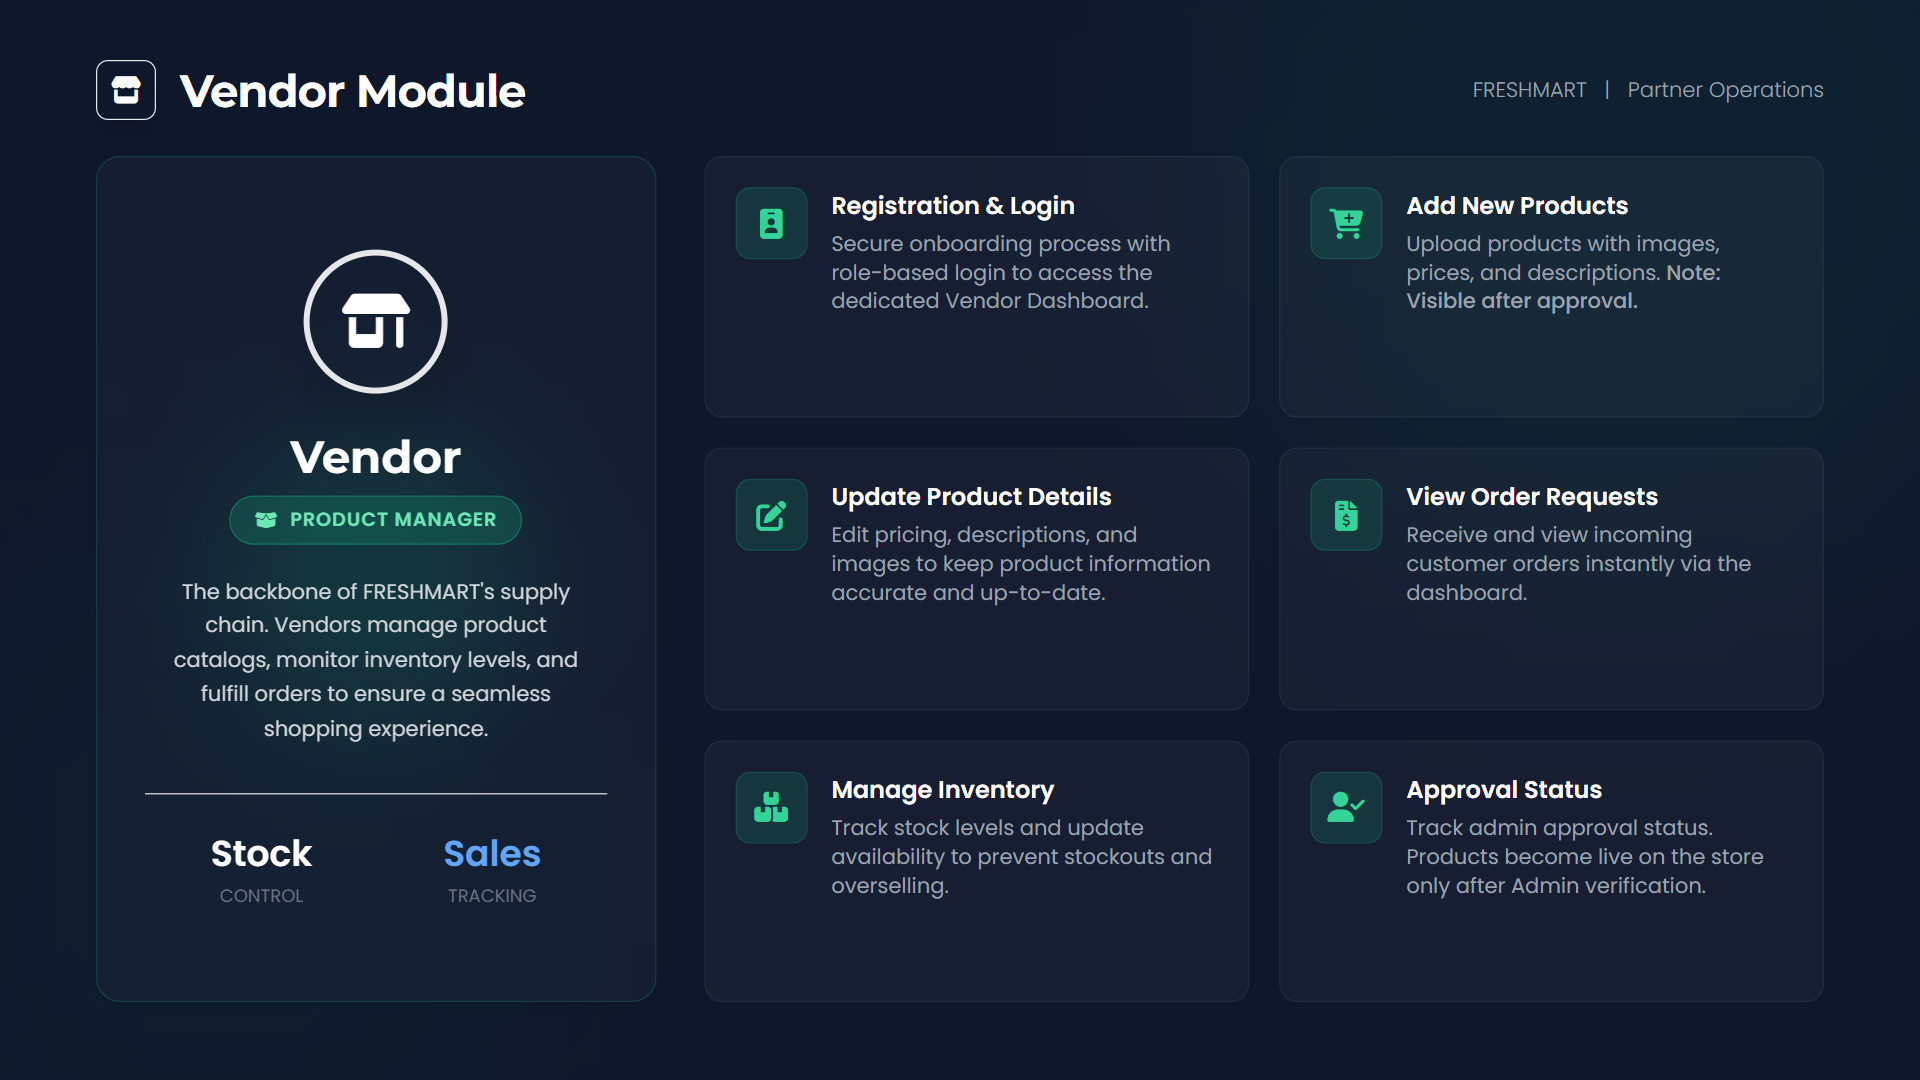 Vendor Module
FRESHMART | Partner Operations
Vendor
PRODUCT MANAGER
The backbone of FRESHMART's supply
chain. Vendors manage product
catalogs, monitor inventory levels, and
fulfill orders to ensure a seamless
shopping experience.
Stock
CONTROL
Sales
TRACKING
Registration & Login
Secure onboarding process with
role-based login to access the
dedicated Vendor Dashboard.
Add New Products
Upload products with images,
prices, and descriptions. Note:
Visible after approval.
Update Product Details
Edit pricing, descriptions, and
images to keep product information
accurate and up-to-date.
View Order Requests
Receive and view incoming
customer orders instantly via the
dashboard.
Manage Inventory
Track stock levels and update
availability to prevent stockouts and
overselling.
Approval Status
Track admin approval status.
Products become live on the store
only after Admin verification.